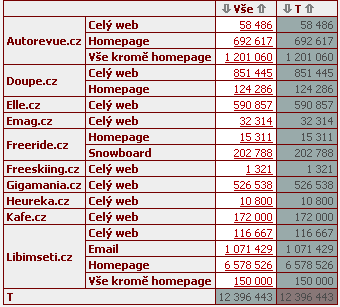 ⇩ Vše ⇧ ⇩ T ⇧
Autorevue.cz Celý web 58 486 58 486
Homepage 692 617 692 617
Vše kromě homepage 1 201 060 1 201 060
Doupe.cz Celý web 851 445 851 445
Homepage 124 286 124 286
Elle.cz Celý web 590 857 590 857
Emag.cz Celý web 32 314 32 314
Freeride.cz Homepage 15 311 15 311
Snowboard 202 788 202 788
Freeskiing.cz Celý web 1 321 1 321
Gigamania.cz Celý web 526 538 526 538
Heureka.cz Celý web 10 800 10 800
Kafe.cz Celý web 172 000 172 000
Libimseti.cz Celý web 116 667 116 667
Email 1 071 429 1 071 429
Homepage 6 578 526 6 578 526
Vše kromě homepage 150 000 150 000
T 12 396 443 12 396 443